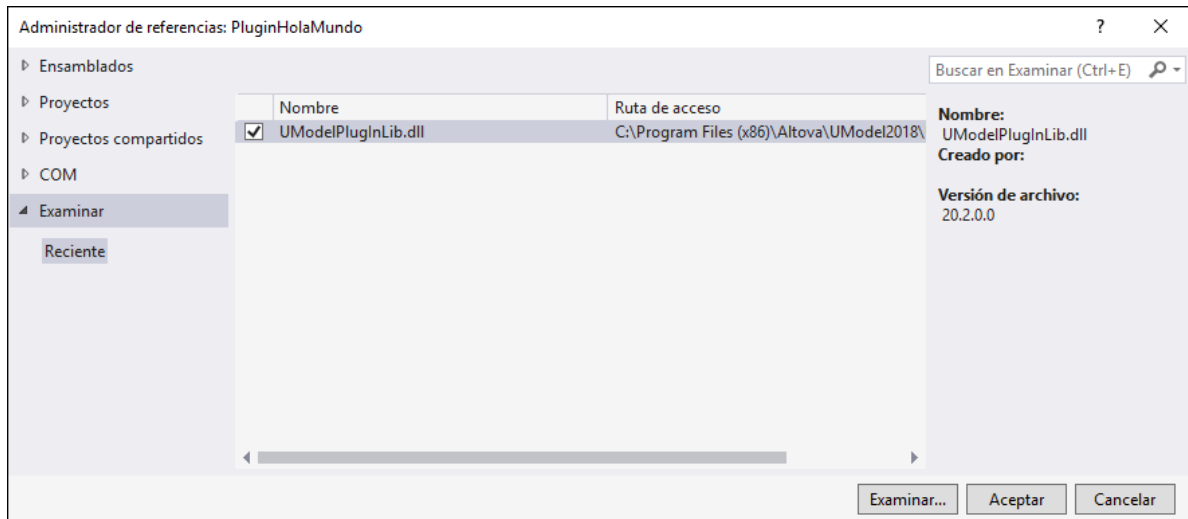 Administrador de referencias: PluginHolaMundo
Ensamblados
Proyectos
Proyectos compartidos
COM
Examinar
Reciente
Nombre Ruta de acceso
UModelPlugInLib.dll C:\Program Files (x86)\Altova\UModel2018\
Buscar en Examinar (Ctrl+E)
Nombre:
UModelPlugInLib.dll
Creado por:
Versión de archivo:
20.2.0.0
Examinar... Aceptar Cancelar